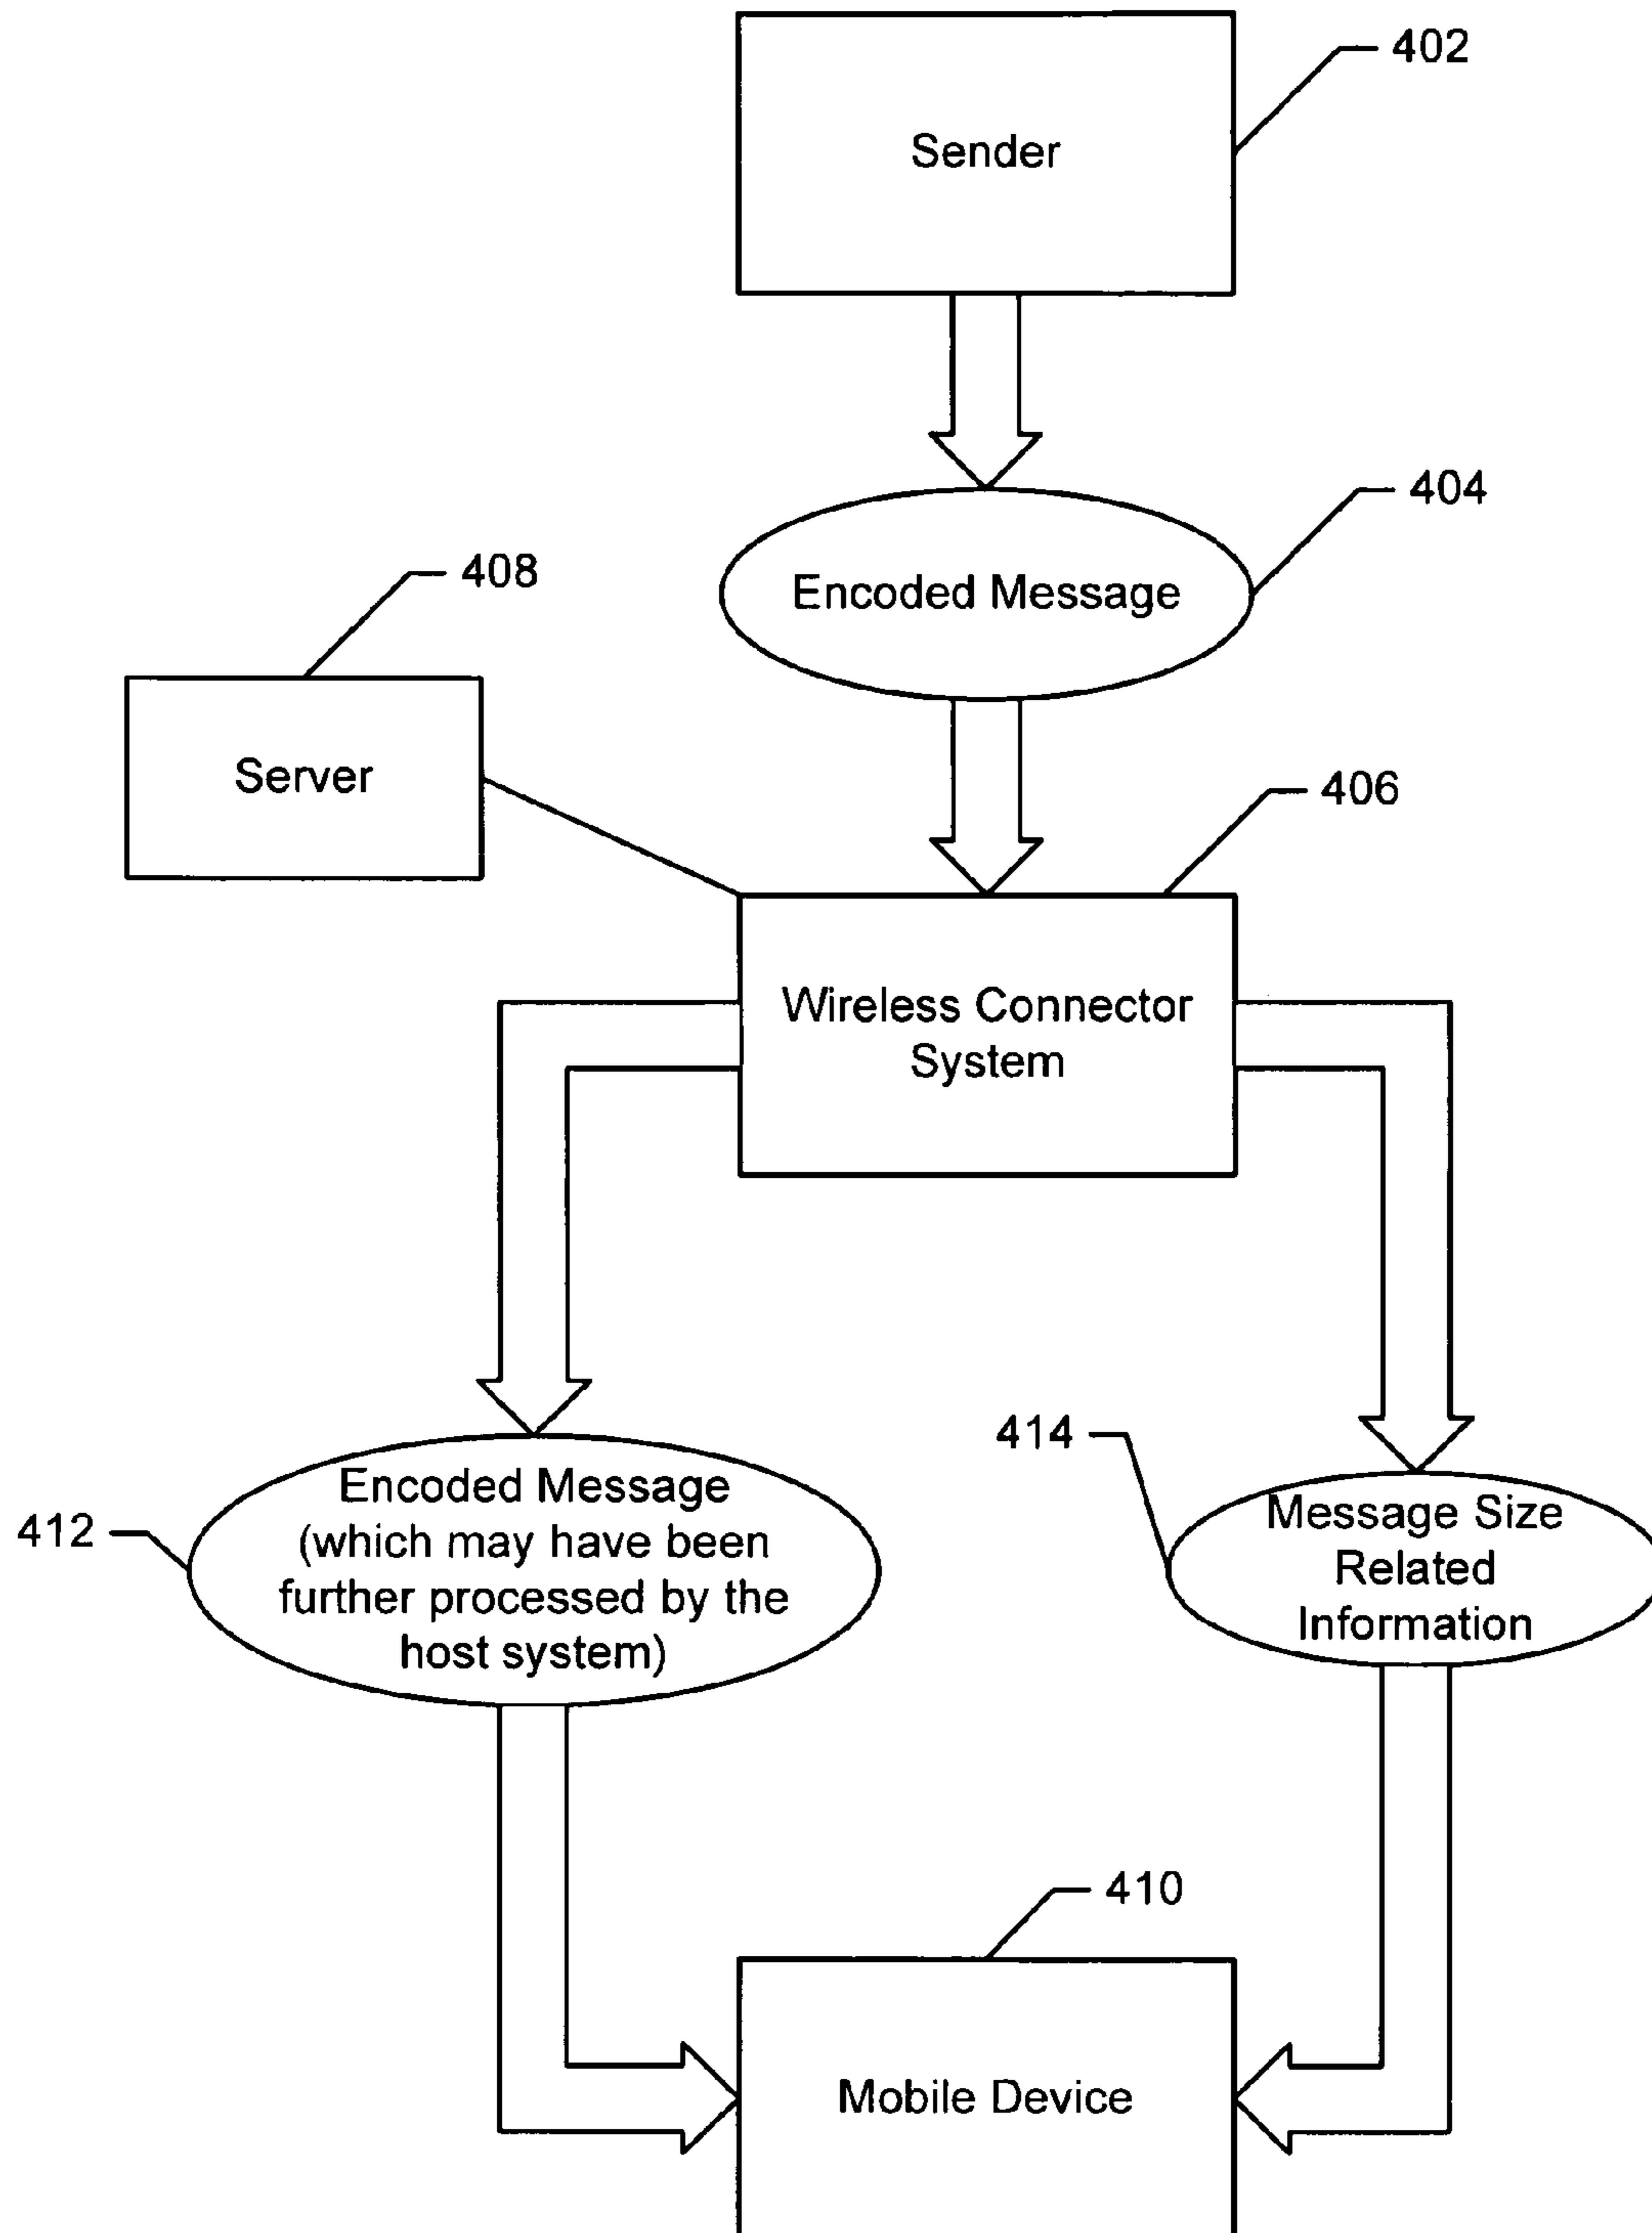 402
Sender
404
Encoded Message
408
Server
406
Wireless Connector
System
414
412
Encoded Message
(which may have been
further processed by the
host system)
Message Size
Related
Information
410
Mobile Device